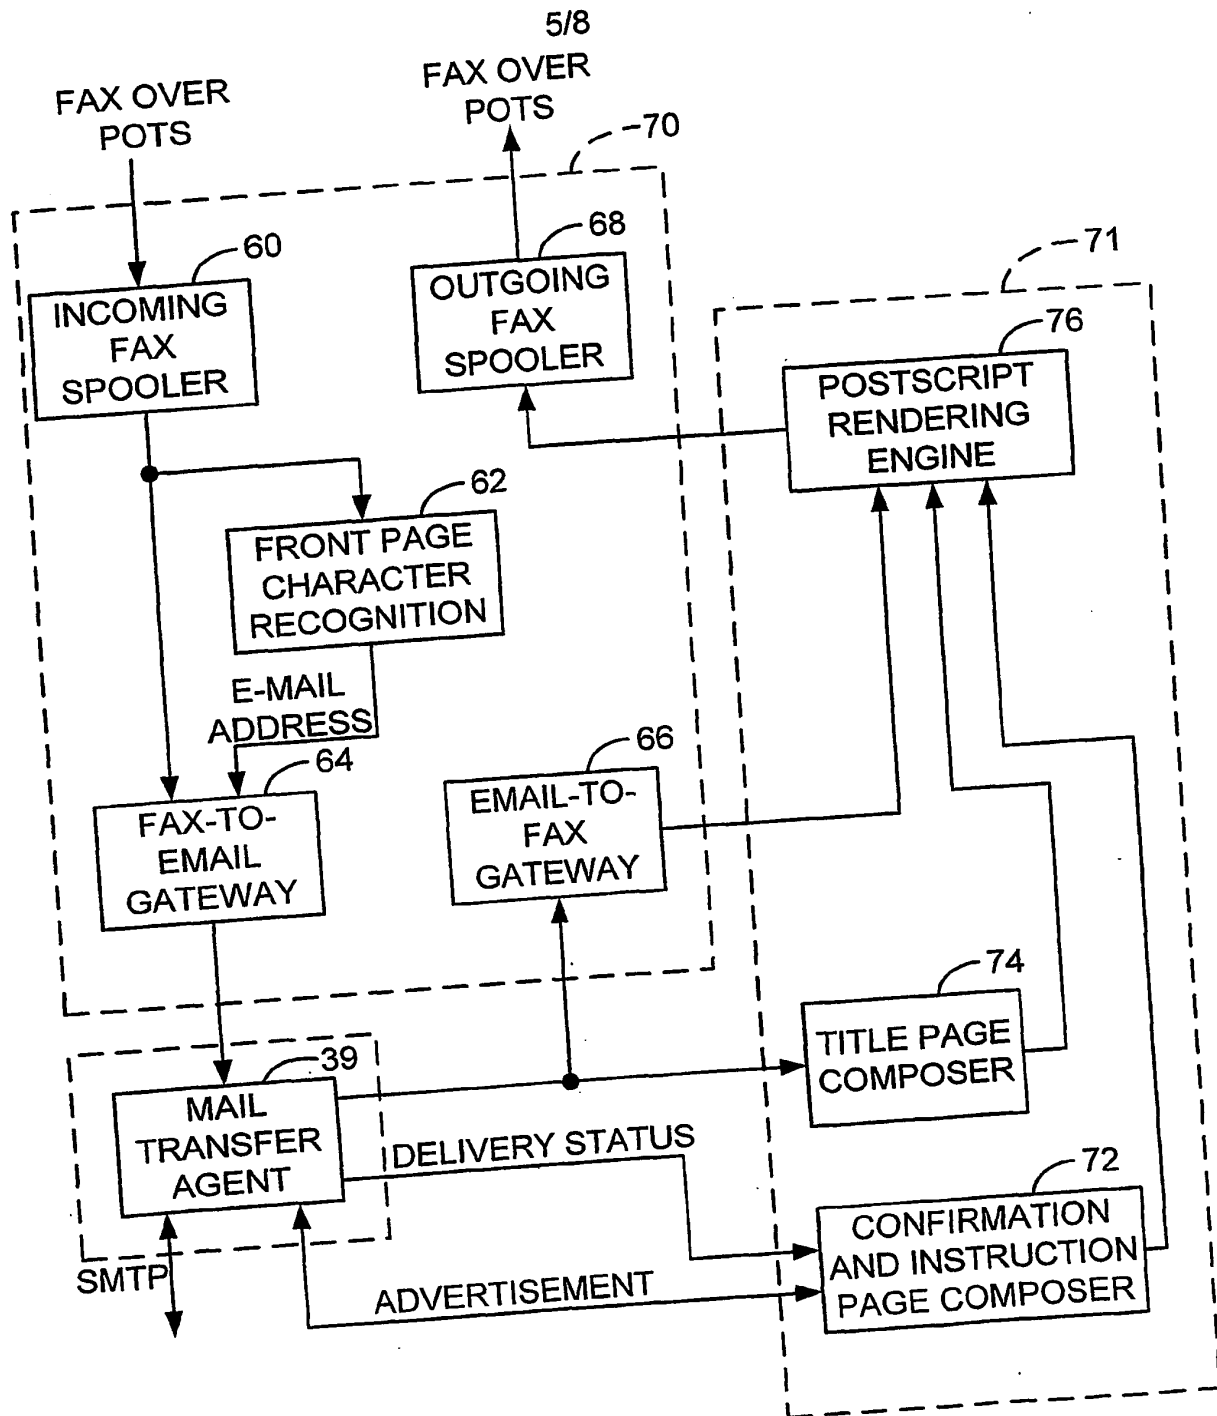 5/8
FAX OVER
POTS
FAX OVER
POTS
70
60
INCOMING
FAX
SPOOLER
68
OUTGOING
FAX
SPOOLER
71
76
POSTSCRIPT
RENDERING
ENGINE
62
FRONT PAGE
CHARACTER
RECOGNITION
E-MAIL
ADDRESS
64
FAX-TO-
EMAIL
GATEWAY
66
EMAIL-TO-
FAX
GATEWAY
74
TITLE PAGE
COMPOSER
39
MAIL
TRANSFER
AGENT
DELIVERY STATUS
72
CONFIRMATION
AND INSTRUCTION
PAGE COMPOSER
SMTP
ADVERTISEMENT